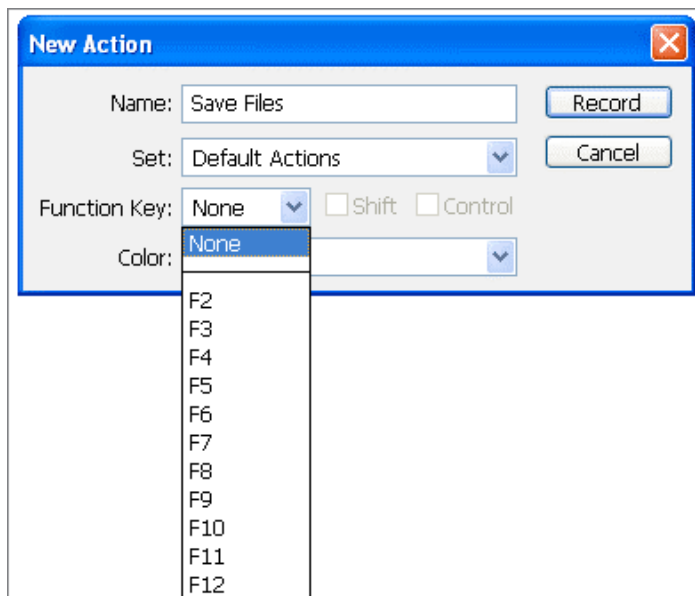 New Action
Name: Save Files Record
Set: Default Actions Cancel
Function Key: None Shift Control
None
Color:
F2
F3
F4
F5
F6
F7
F8
F9
F10
F11
F12